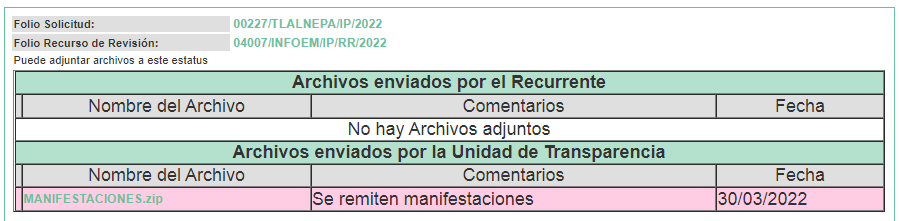 Folio Solicitud: 00227/TLALNEPA/IP/2022
Folio Recurso de Revisión: 04007/INFOEM/IP/RR/2022
Puede adjuntar archivos a este estatus
Archivos enviados por el Recurrente
Nombre del Archivo Comentarios Fecha
No hay Archivos adjuntos
Archivos enviados por la Unidad de Transparencia
Nombre del Archivo Comentarios Fecha
MANIFESTACIONES.zip Se remiten manifestaciones 30/03/2022